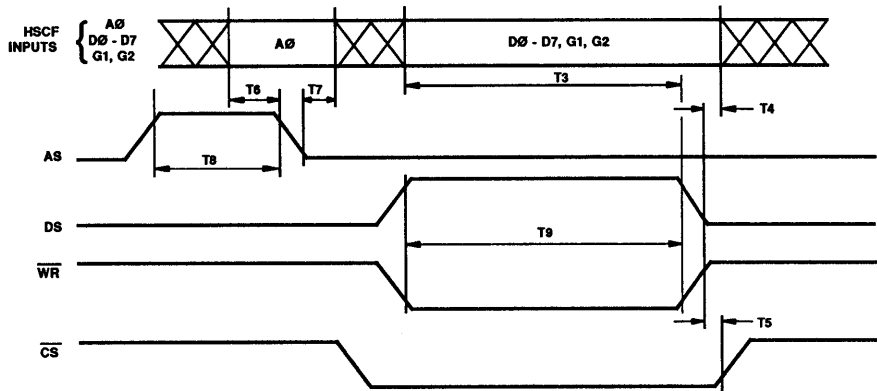 HSCF
INPUTS
AØ
DØ - D7
G1, G2
AØ
DØ - D7, G1, G2
T6
T7
T3
T4
AS
T8
DS
T9
WR
T5
CS